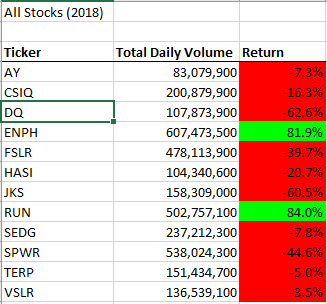 All Stocks (2018)
Ticker Total Daily Volume Return
AY 83,079,900 -7.3%
CSIQ 200,879,900 -16.3%
DQ 107,873,900 -62.6%
ENPH 607,473,500 81.9%
FSLR 478,113,900 -39.7%
HASI 104,340,600 -20.7%
JKS 158,309,000 -60.5%
RUN 502,757,100 84.0%
SEDG 237,212,300 -7.8%
SPWR 538,024,300 -44.6%
TERP 151,434,700 -5.0%
VSLR 136,539,100 -3.5%